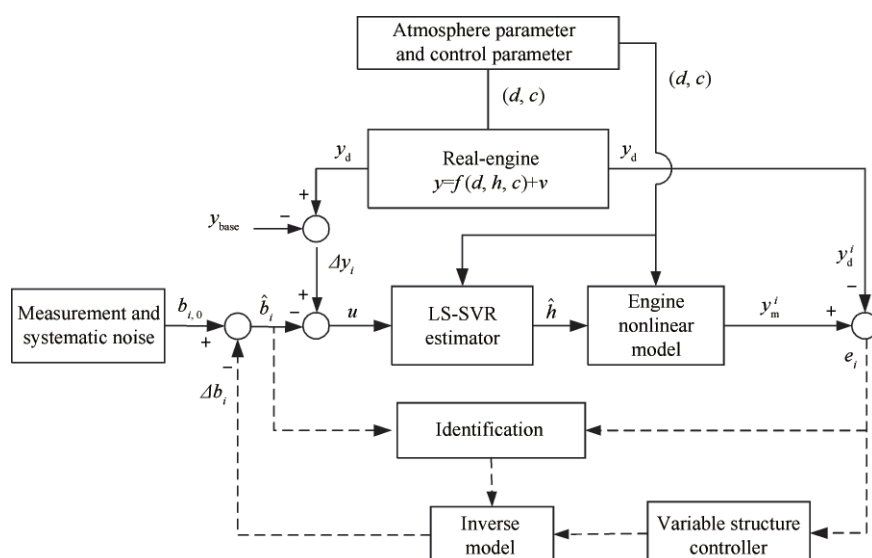 Atmosphere parameter
and control parameter
(d, c)
(d, c)
y_d
Real-engine
y=f(d, h, c)+v
y_d
+
y_base
−
Δy_i
y_d^i
Measurement and
systematic noise
b_{i,0}
+
b̂_i
−
+
u
LS-SVR
estimator
ĥ
Engine
nonlinear
model
y_m^i
+
−
e_i
−
Δb_i
Identification
Inverse
model
Variable structure
controller